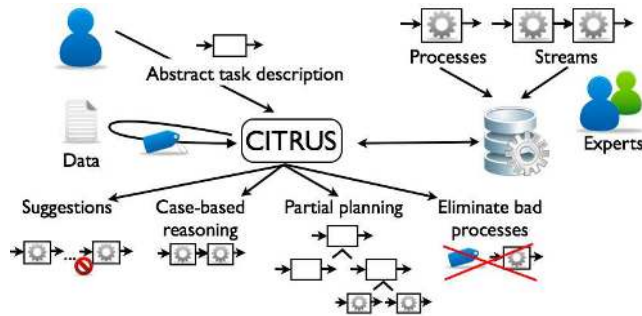 Processes
Streams
Abstract task description
Data
CITRUS
Experts
Suggestions
Case-based
reasoning
Partial planning
Eliminate bad
processes
...